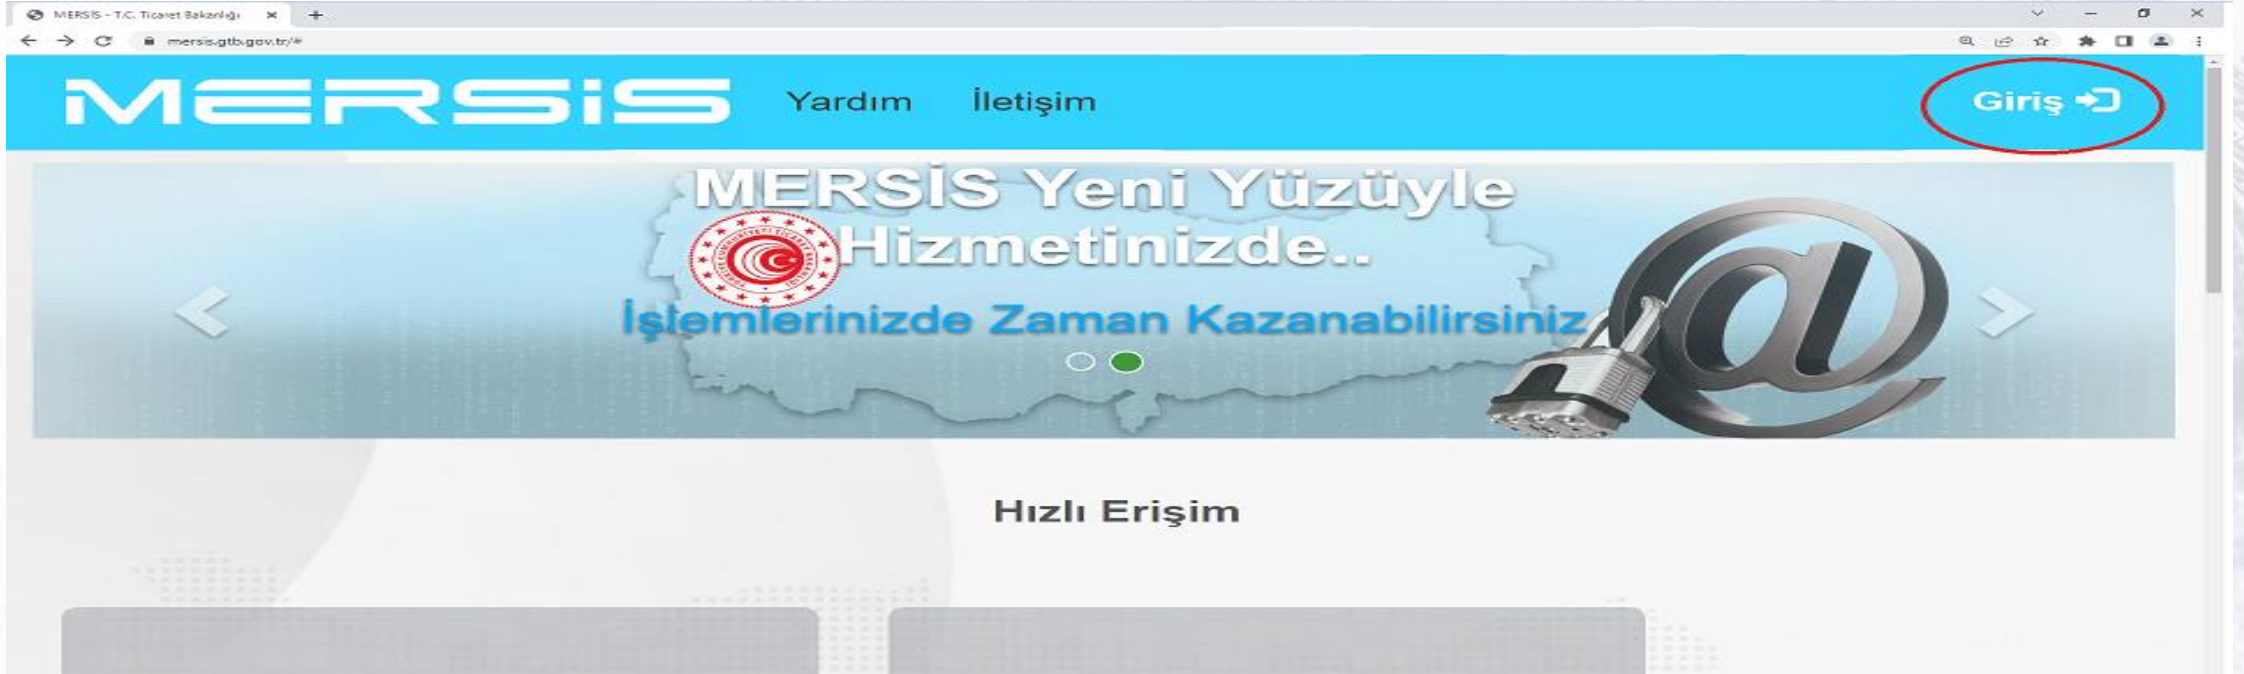 MERSİS - T.C. Ticaret Bakanlığı
mersis.gtb.gov.tr/#
MERSiS Yardım İletişim Giriş
MERSİS Yeni Yüzüyle
Hizmetinizde..
İşlemlerinizde Zaman Kazanabilirsiniz
Hızlı Erişim